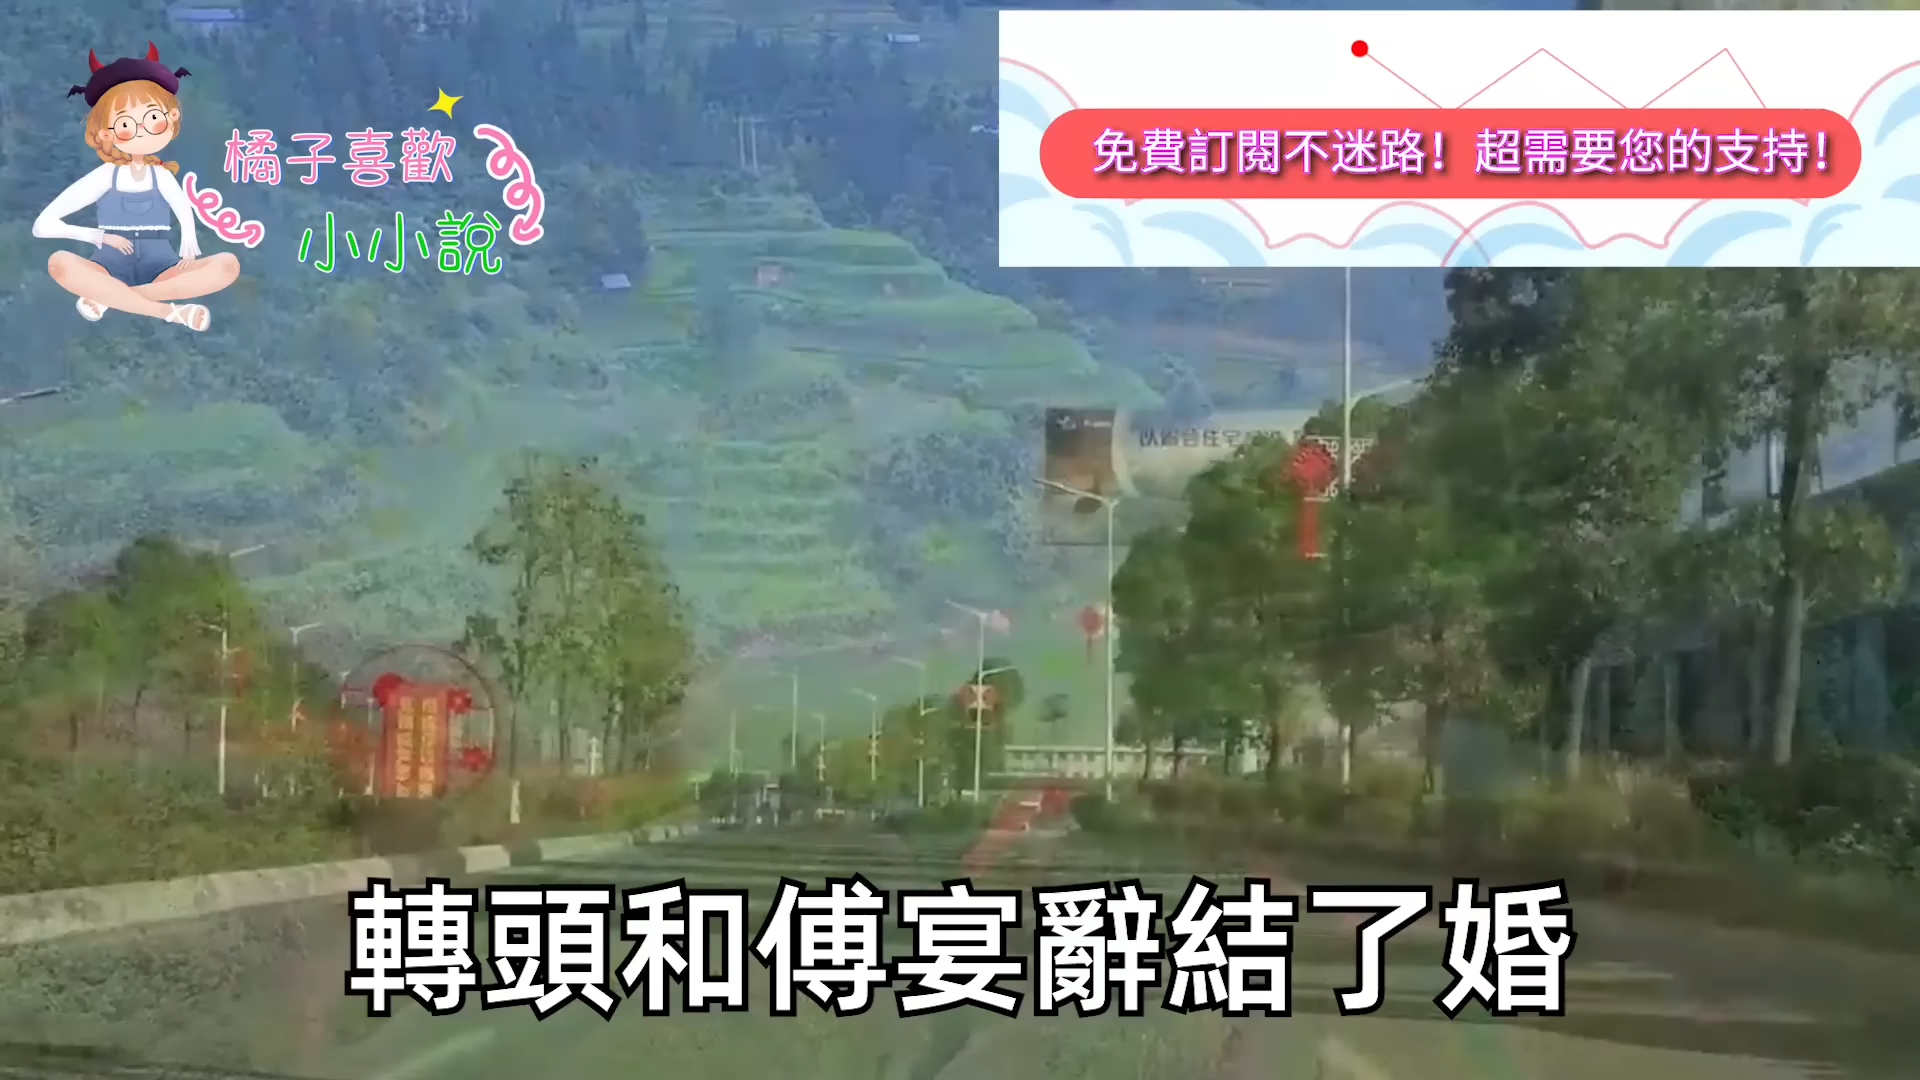 橘子喜歡
小小說
免費訂閱不迷路！超需要您的支持！
轉頭和傅宴辭結了婚